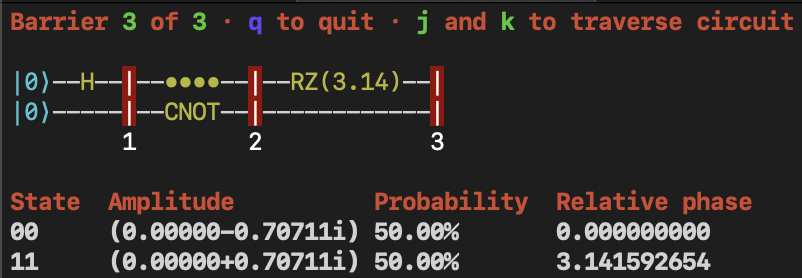 Barrier 3 of 3 · q to quit · j and k to traverse circuit
|0⟩──H──|──●●●●──|──RZ(3.14)──|
|0⟩─────|──CNOT──|────────────|
1 2 3
State Amplitude Probability Relative phase
00 (0.00000-0.70711i) 50.00% 0.000000000
11 (0.00000+0.70711i) 50.00% 3.141592654